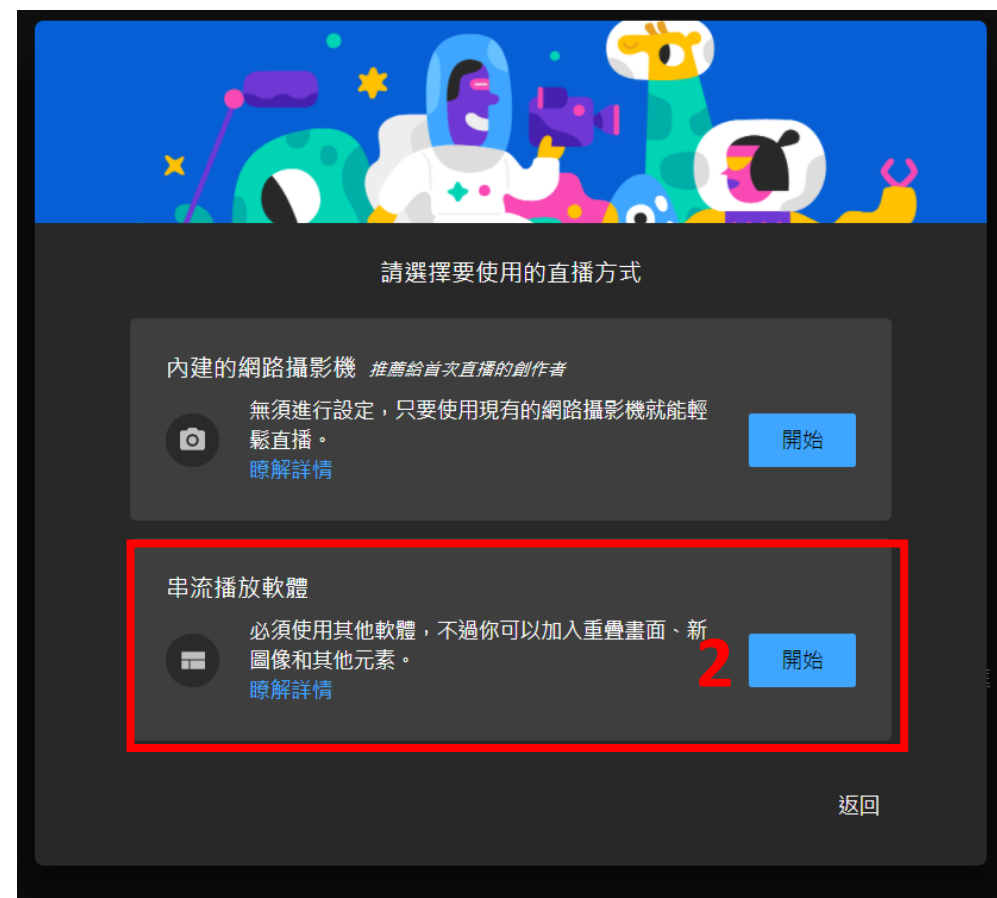 請選擇要使用的直播方式
內建的網路攝影機 推薦給首次直播的創作者
無須進行設定，只要使用現有的網路攝影機就能輕
鬆直播。
瞭解詳情
開始
串流播放軟體
必須使用其他軟體，不過你可以加入重疊畫面、新
圖像和其他元素。
瞭解詳情
2
開始
返回